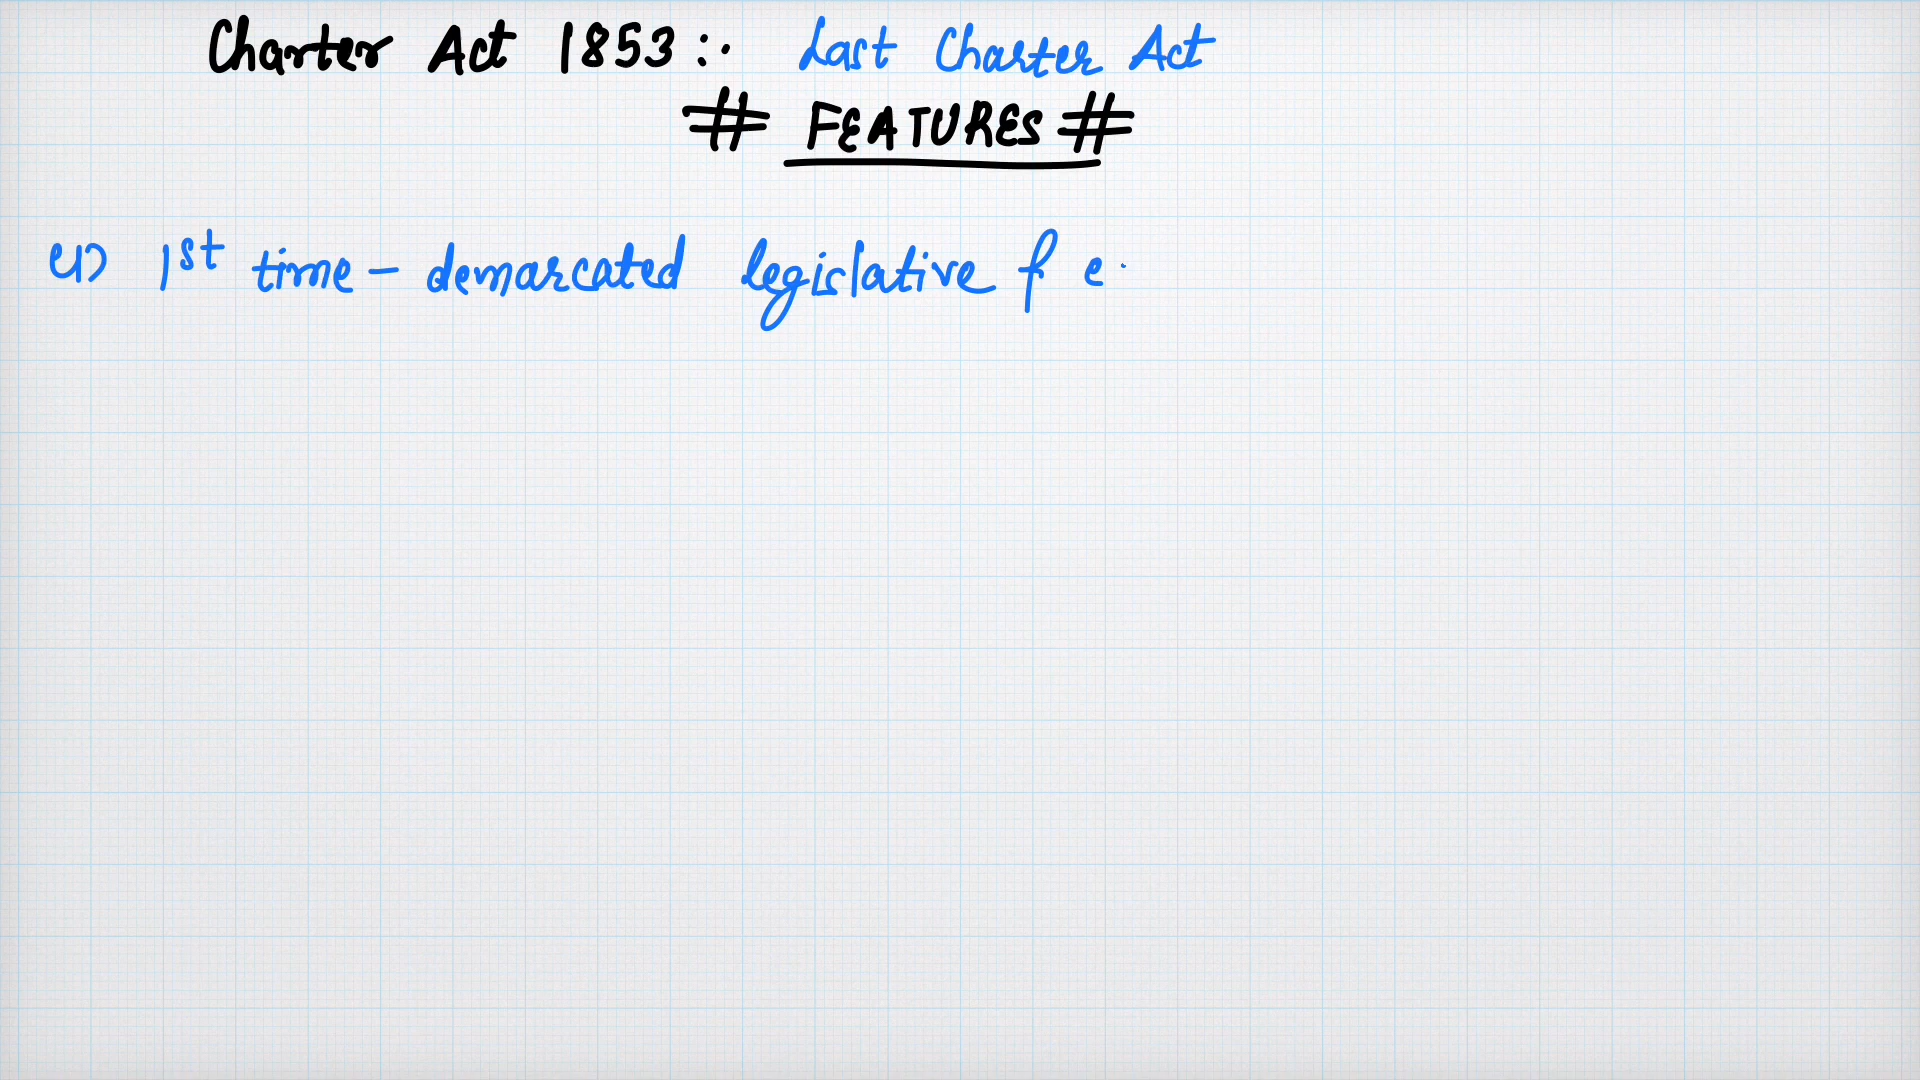 Charter Act 1853:- Last Charter Act
# FEATURES #
(1) 1st time - demarcated legislative & e